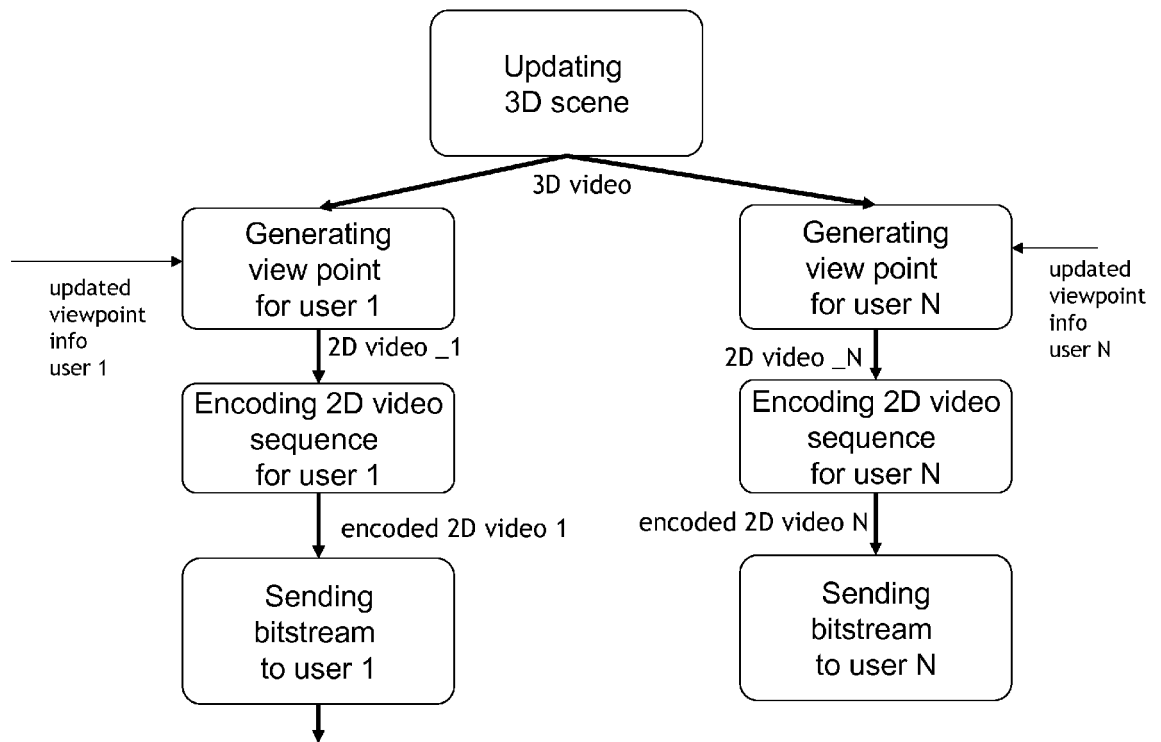 Updating
3D scene
3D video
Generating
view point
for user 1
updated
viewpoint
info
user 1
2D video _1
Encoding 2D video
sequence
for user 1
encoded 2D video 1
Sending
bitstream
to user 1
Generating
view point
for user N
updated
viewpoint
info
user N
2D video _N
Encoding 2D video
sequence
for user N
encoded 2D video N
Sending
bitstream
to user N